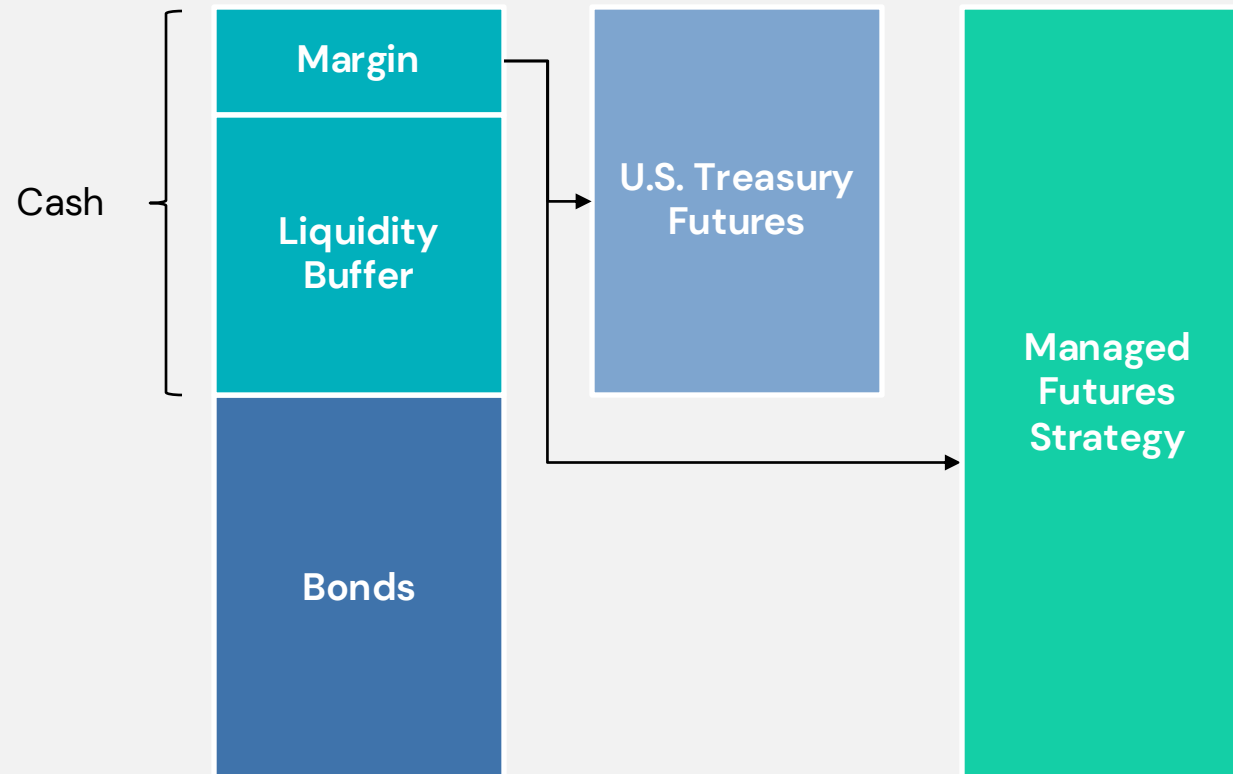 Margin
Cash
Liquidity
Buffer
U.S. Treasury
Futures
Managed
Futures
Strategy
Bonds